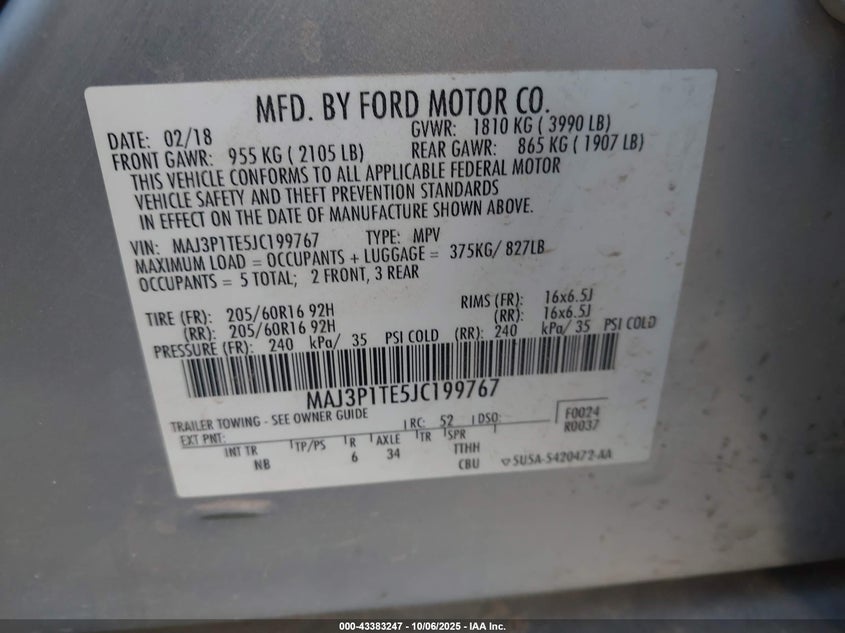 MFD. BY FORD MOTOR CO.
DATE: 02/18 GVWR: 1810 KG ( 3990 LB)
FRONT GAWR: 955 KG ( 2105 LB) REAR GAWR: 865 KG ( 1907 LB)
THIS VEHICLE CONFORMS TO ALL APPLICABLE FEDERAL MOTOR
VEHICLE SAFETY AND THEFT PREVENTION STANDARDS
IN EFFECT ON THE DATE OF MANUFACTURE SHOWN ABOVE.
VIN: MAJ3P1TE5JC199767 TYPE: MPV
MAXIMUM LOAD = OCCUPANTS + LUGGAGE = 375KG/ 827LB
OCCUPANTS = 5 TOTAL; 2 FRONT, 3 REAR
TIRE (FR): 205/60R16 92H RIMS (FR): 16x6.5J
(RR): 205/60R16 92H (RR): 16x6.5J
PRESSURE (FR): 240 kPa/ 35 PSI COLD (RR): 240 kPa/ 35 PSI COLD
MAJ3P1TE5JC199767
TRAILER TOWING - SEE OWNER GUIDE RC: 52 DSO: F0024
EXT PNT: R0037
INT TR TP/PS R AXLE TR SPR
NB 6 34 TTHH
CBU 5U5A-5420472-AA
000-43383247 - 10/06/2025 - IAA Inc.